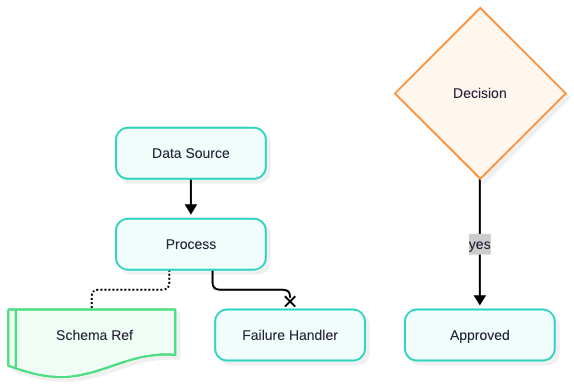 Decision
Data Source
Process
yes
Schema Ref
Failure Handler
Approved